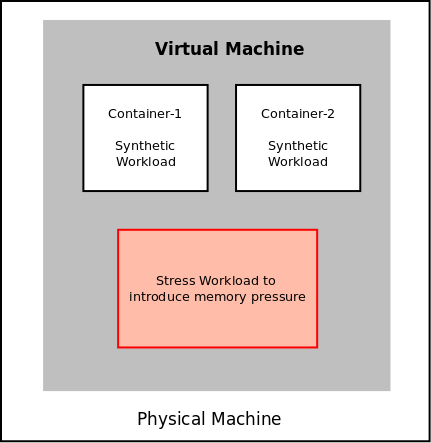 Virtual Machine
Container-1
Synthetic
Workload
Container-2
Synthetic
Workload
Stress Workload to
introduce memory pressure
Physical Machine